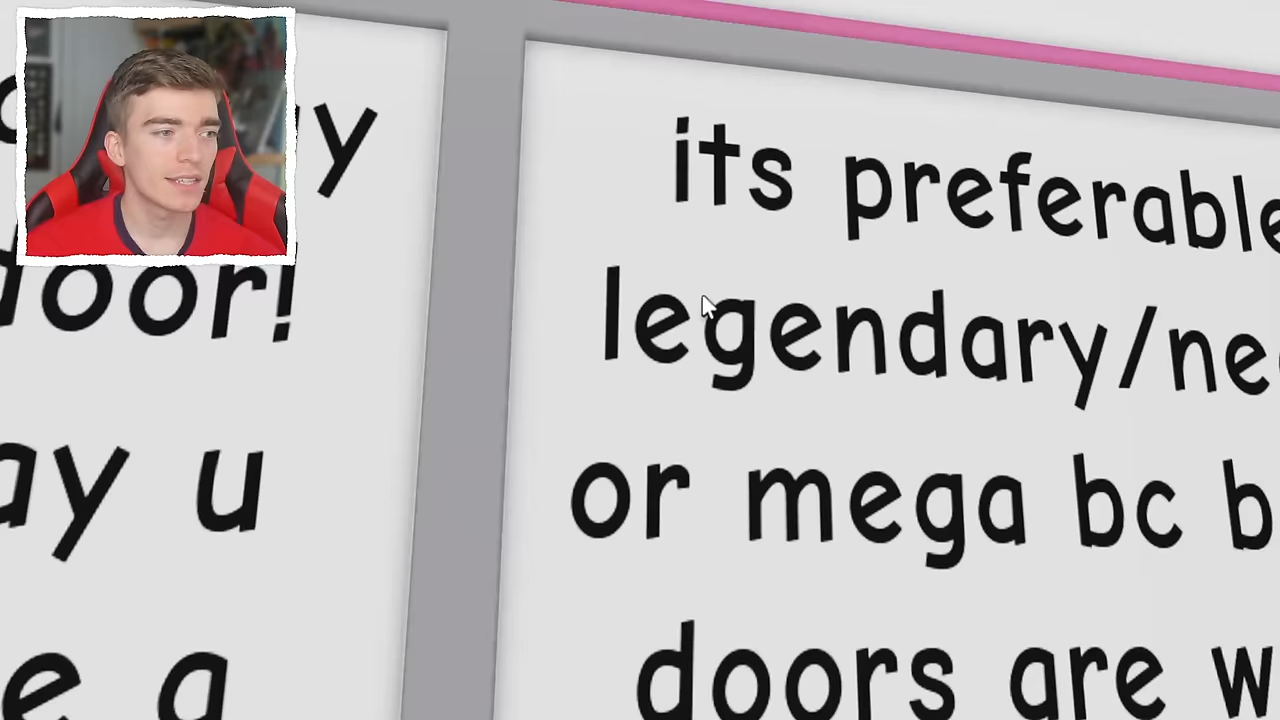 y
door!
ay u
e a
its preferable
legendary/ne
or mega bc b
doors are w